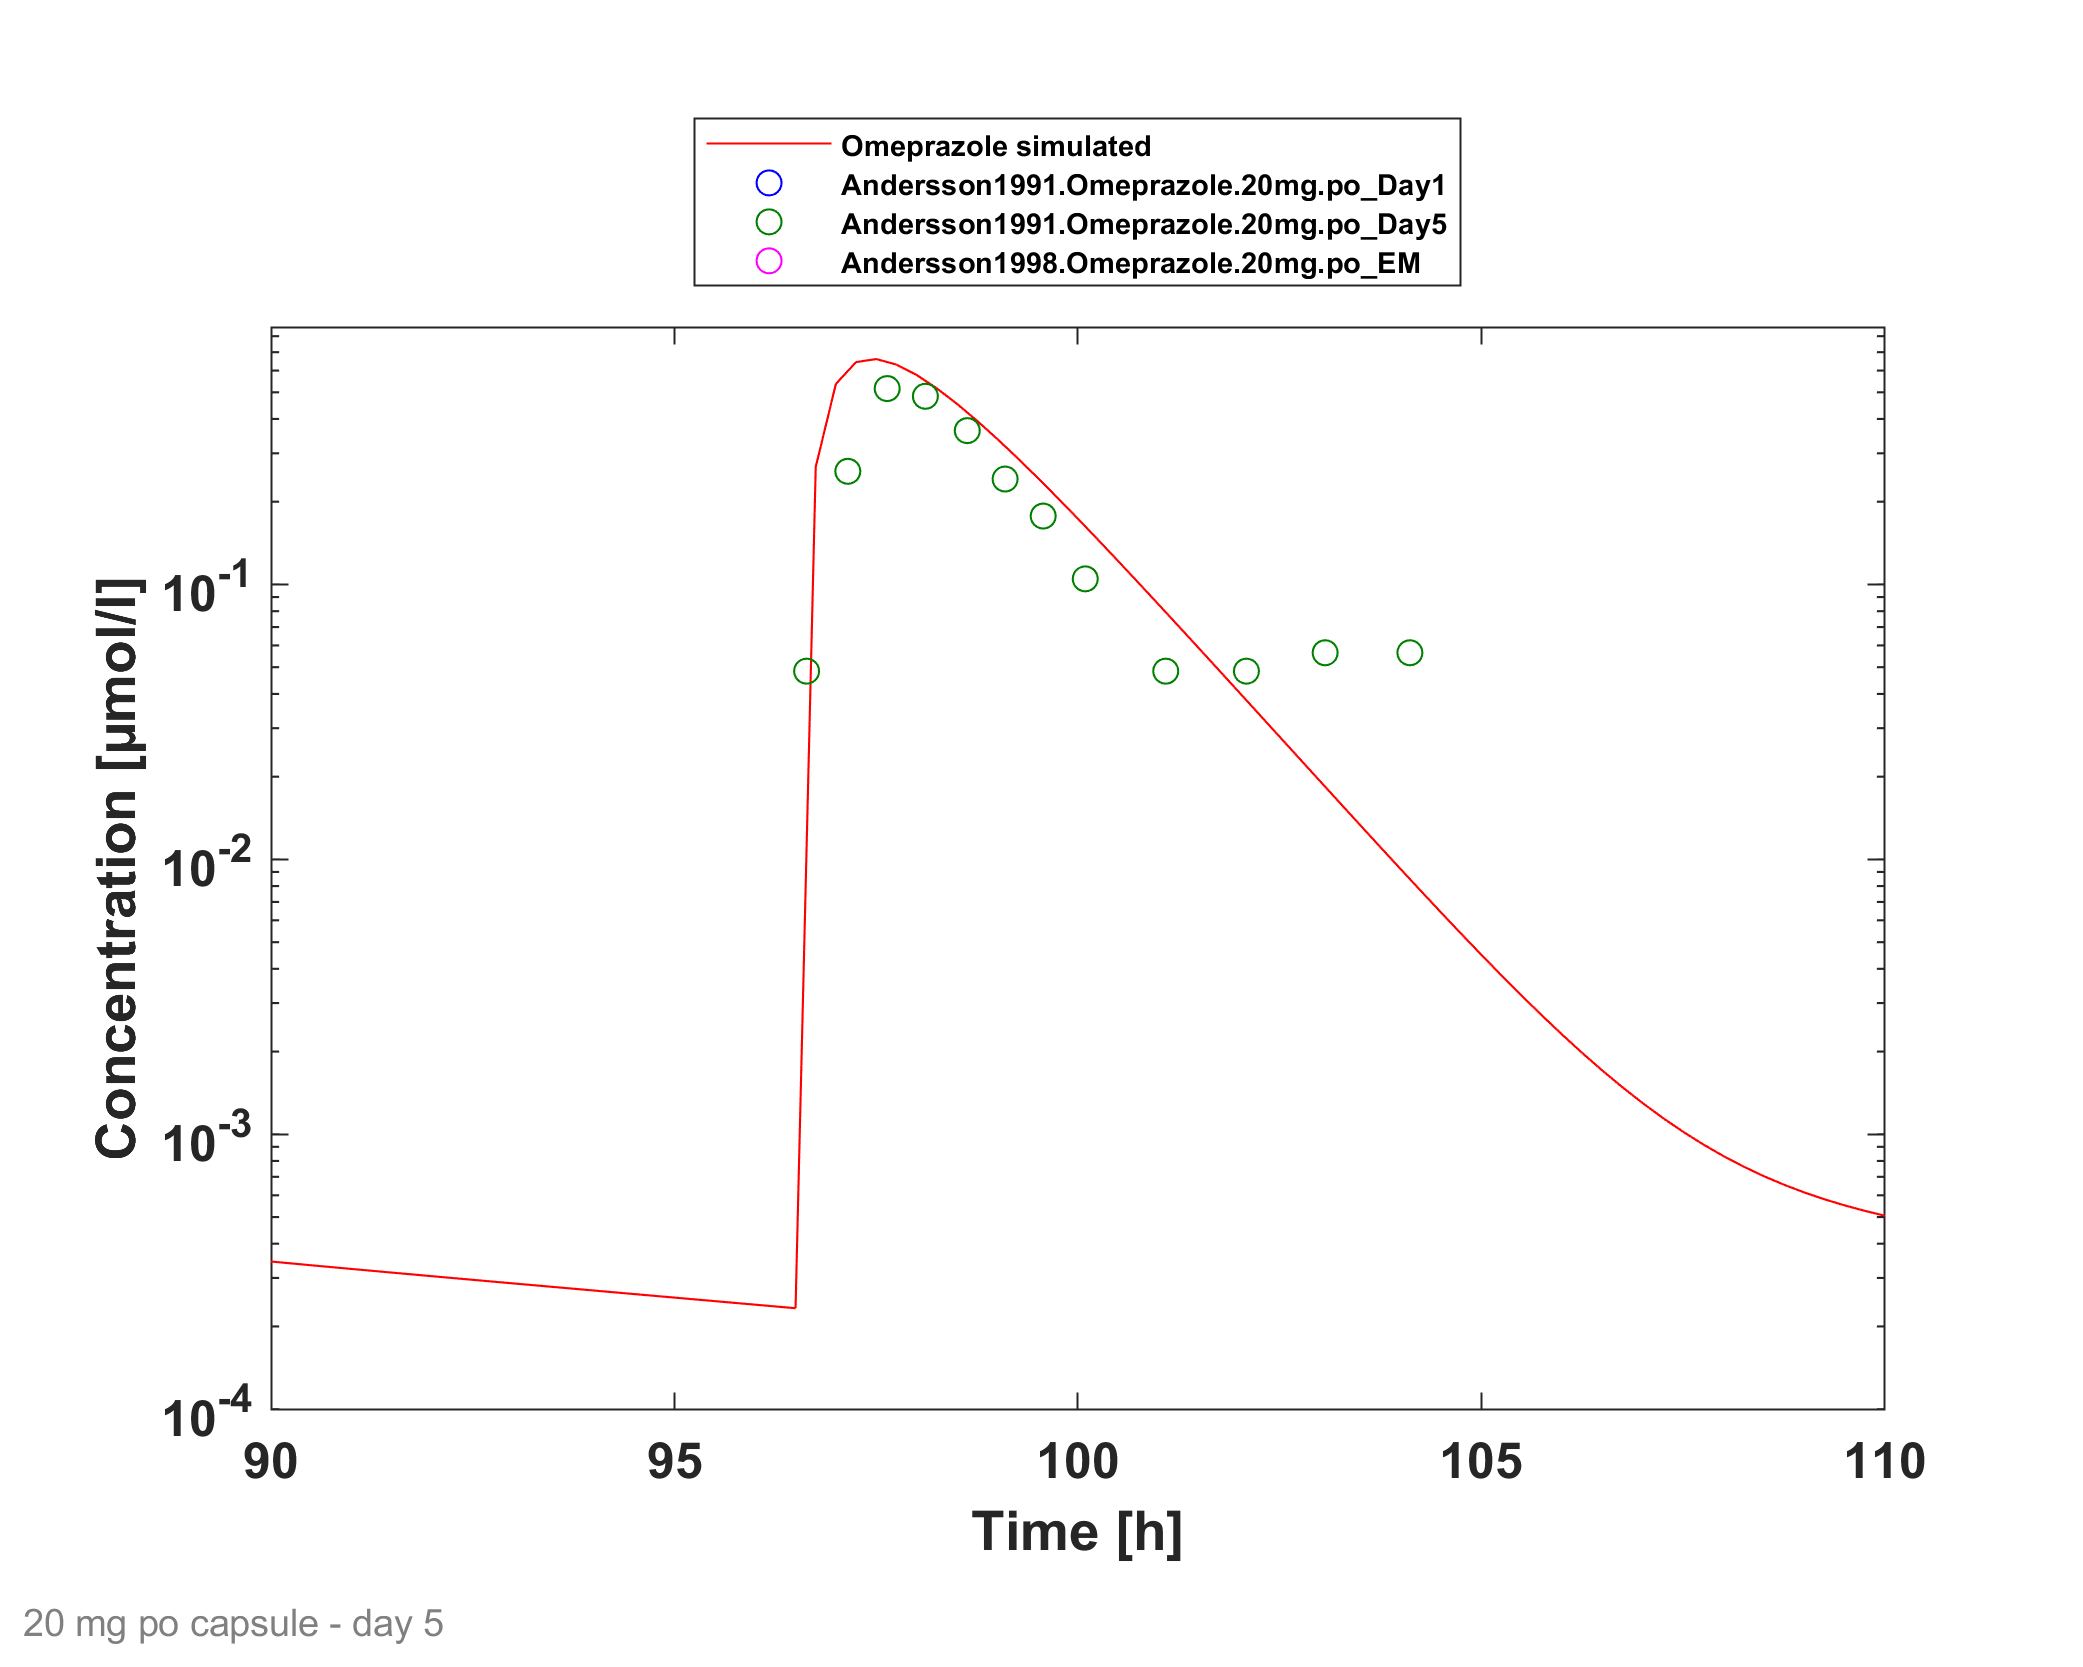 Omeprazole simulated
Andersson1991.Omeprazole.20mg.po_Day1
Andersson1991.Omeprazole.20mg.po_Day5
Andersson1998.Omeprazole.20mg.po_EM
Concentration [µmol/l]
10^-1
10^-2
10^-3
10^-4
90 95 100 105 110
Time [h]
20 mg po capsule - day 5